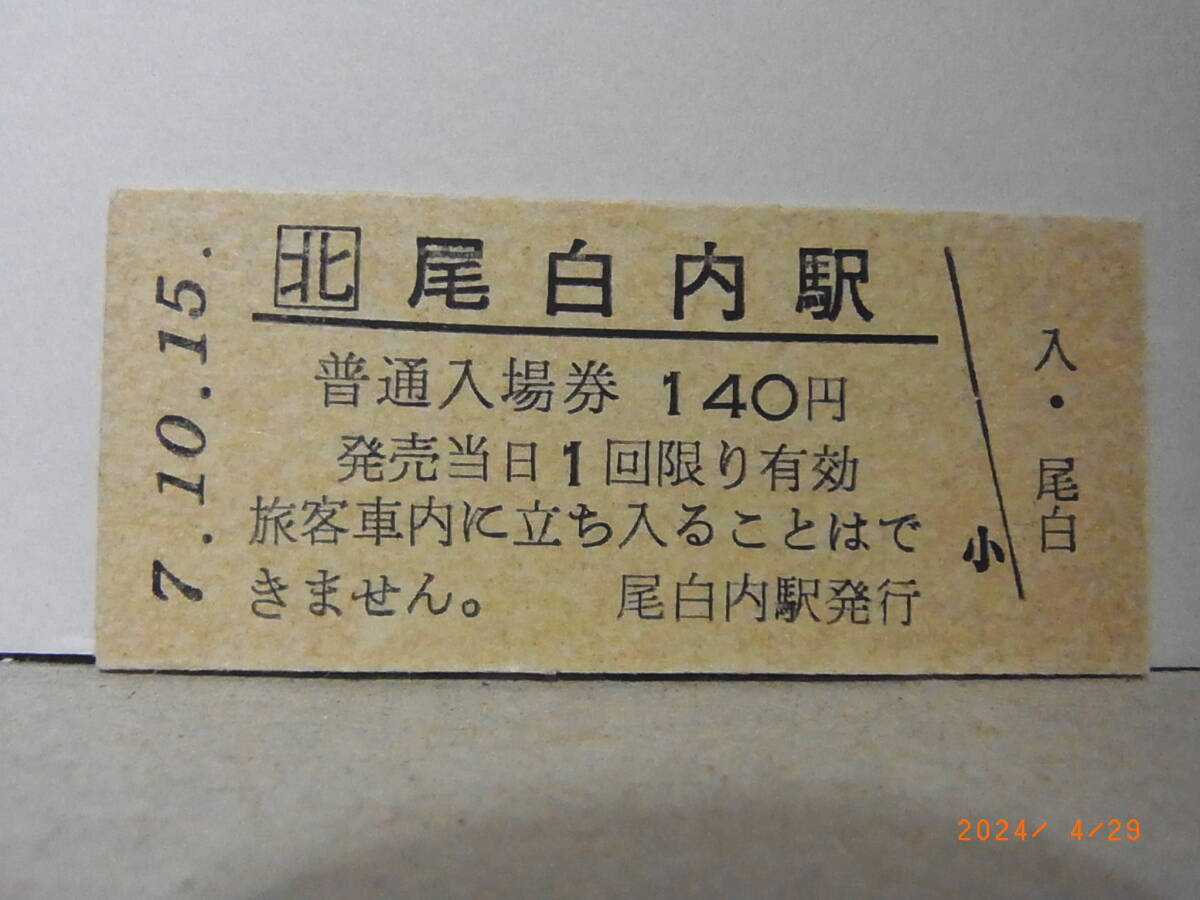 7.10.15.
北 尾白内駅
普通入場券 140円
発売当日1回限り有効
旅客車内に立ち入ることはで
きません。 尾白内駅発行
小
入・尾白
2024/ 4/29